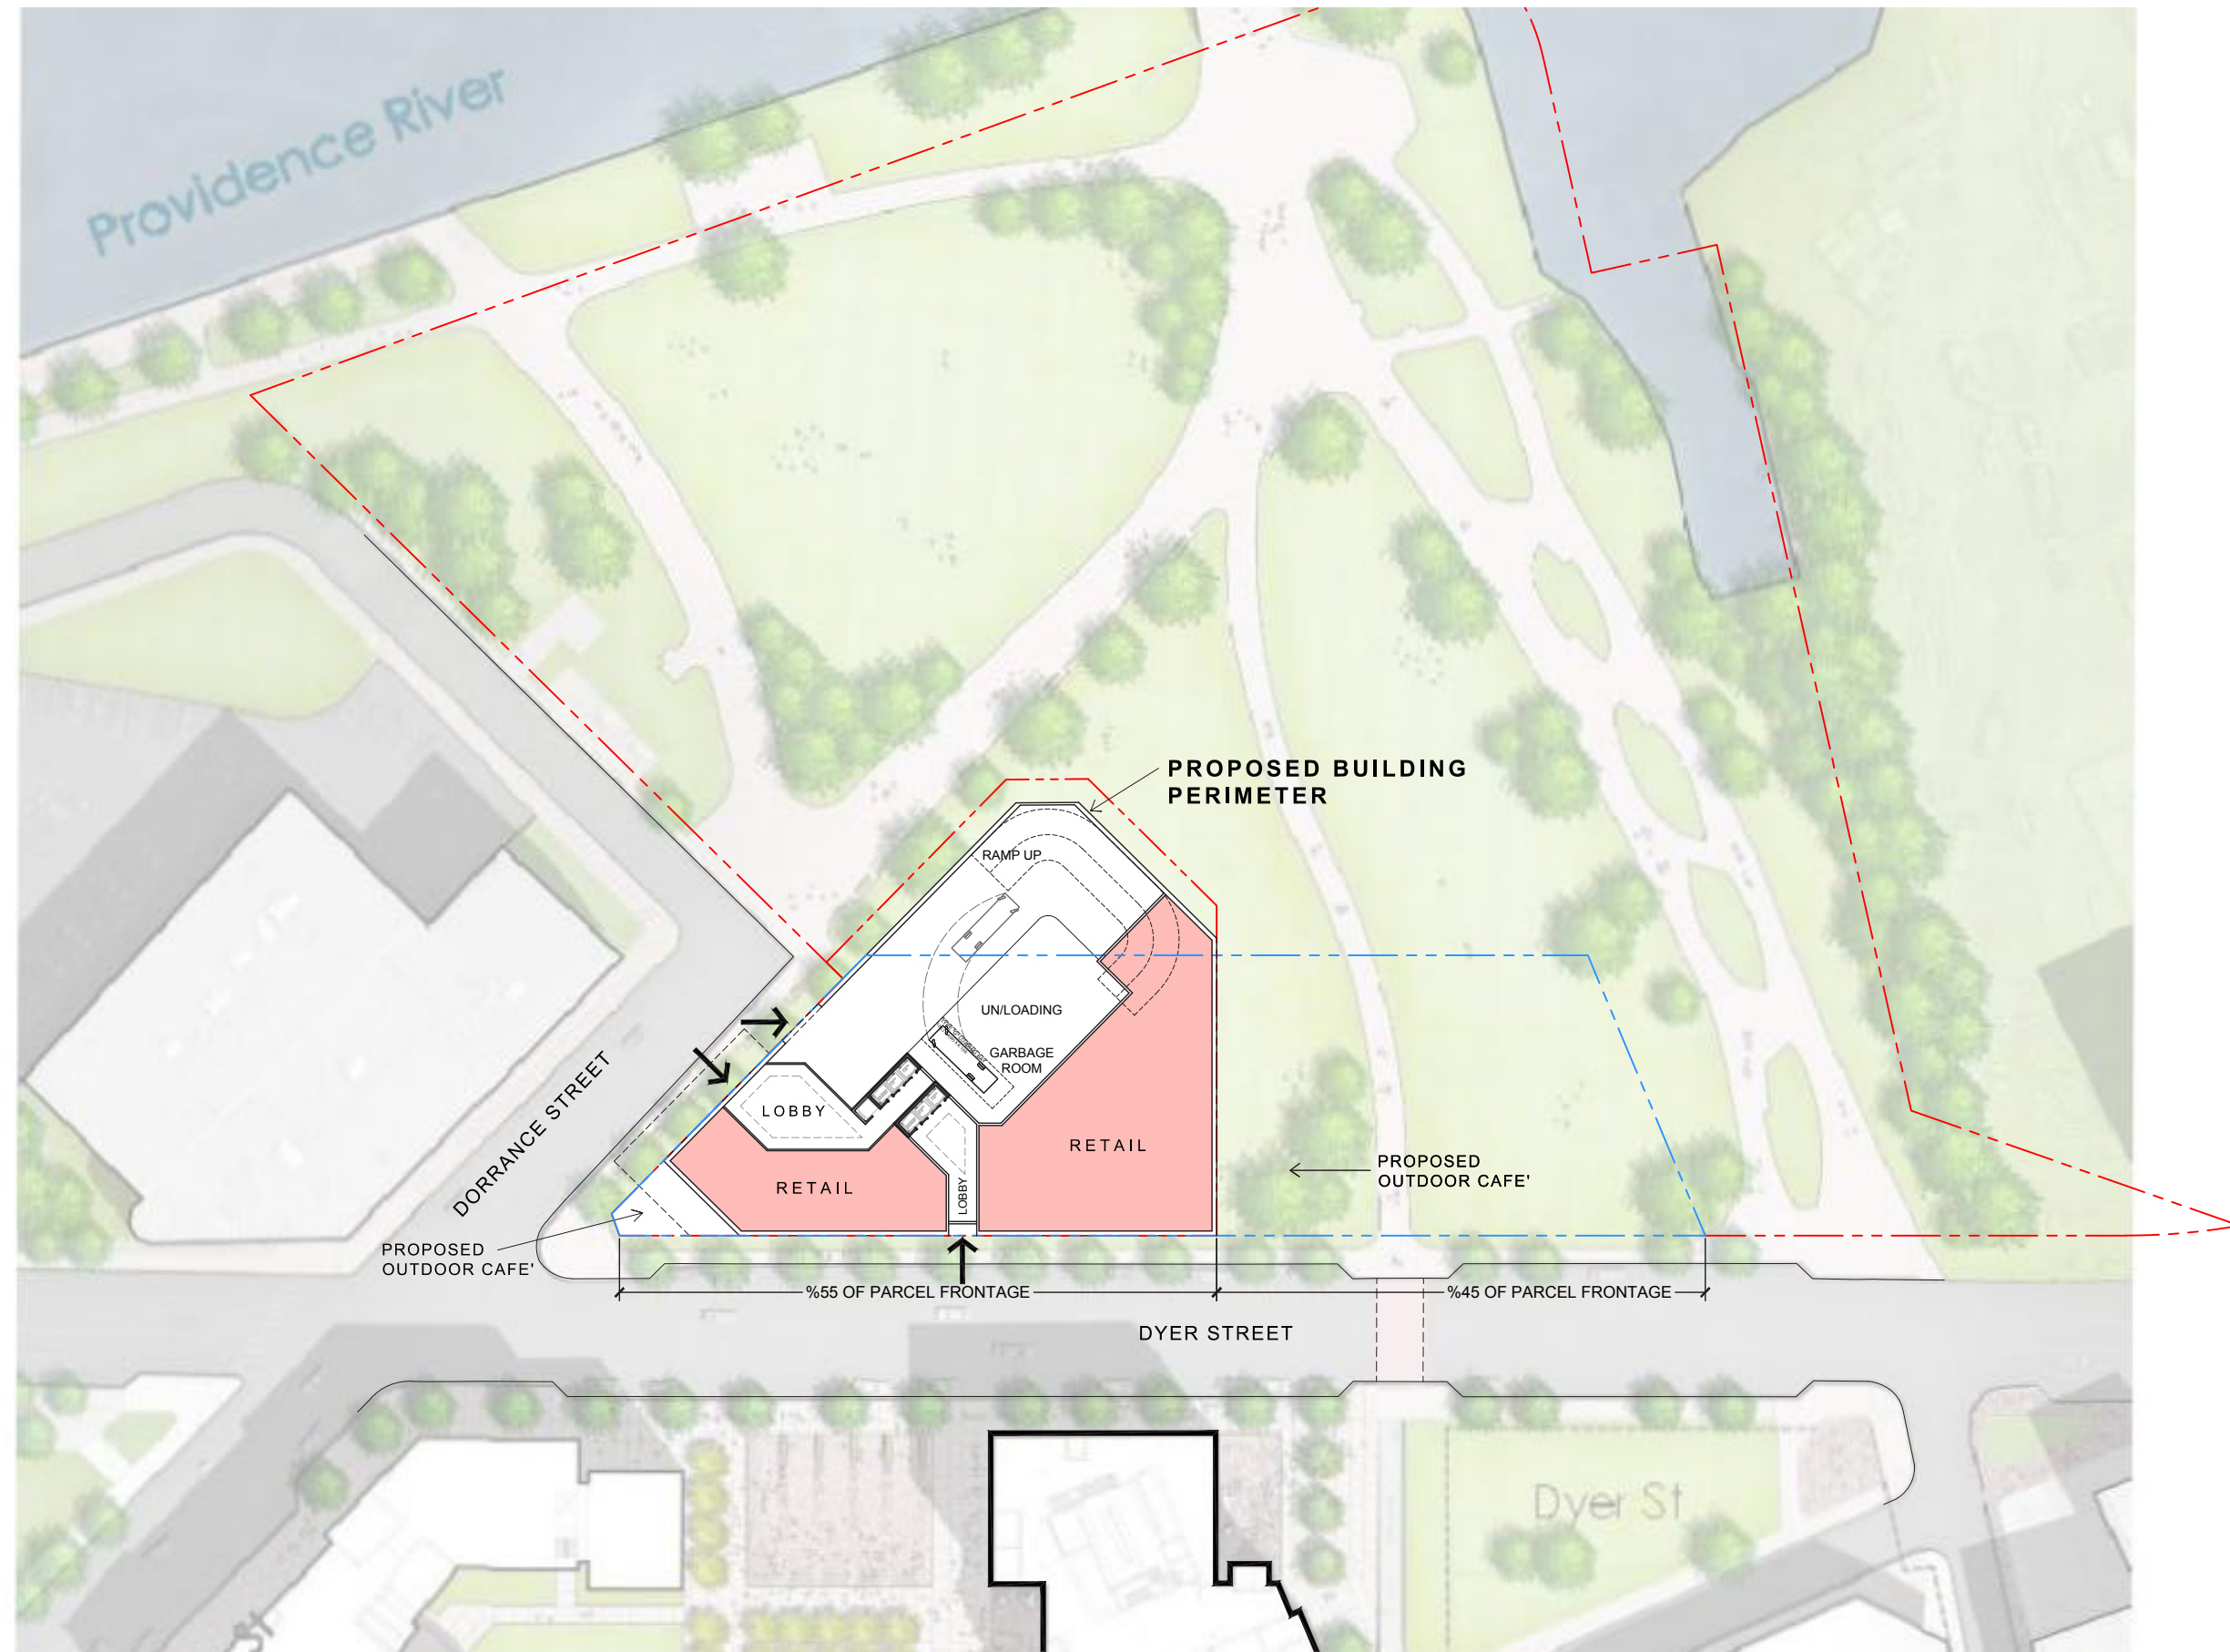 Providence River
PROPOSED BUILDING
PERIMETER
RAMP UP
UN/LOADING
GARBAGE
ROOM
LOBBY
RETAIL
RETAIL
LOBBY
DORRANCE STREET
PROPOSED
OUTDOOR CAFE'
PROPOSED
OUTDOOR CAFE'
%55 OF PARCEL FRONTAGE
%45 OF PARCEL FRONTAGE
DYER STREET
Dyer St
St